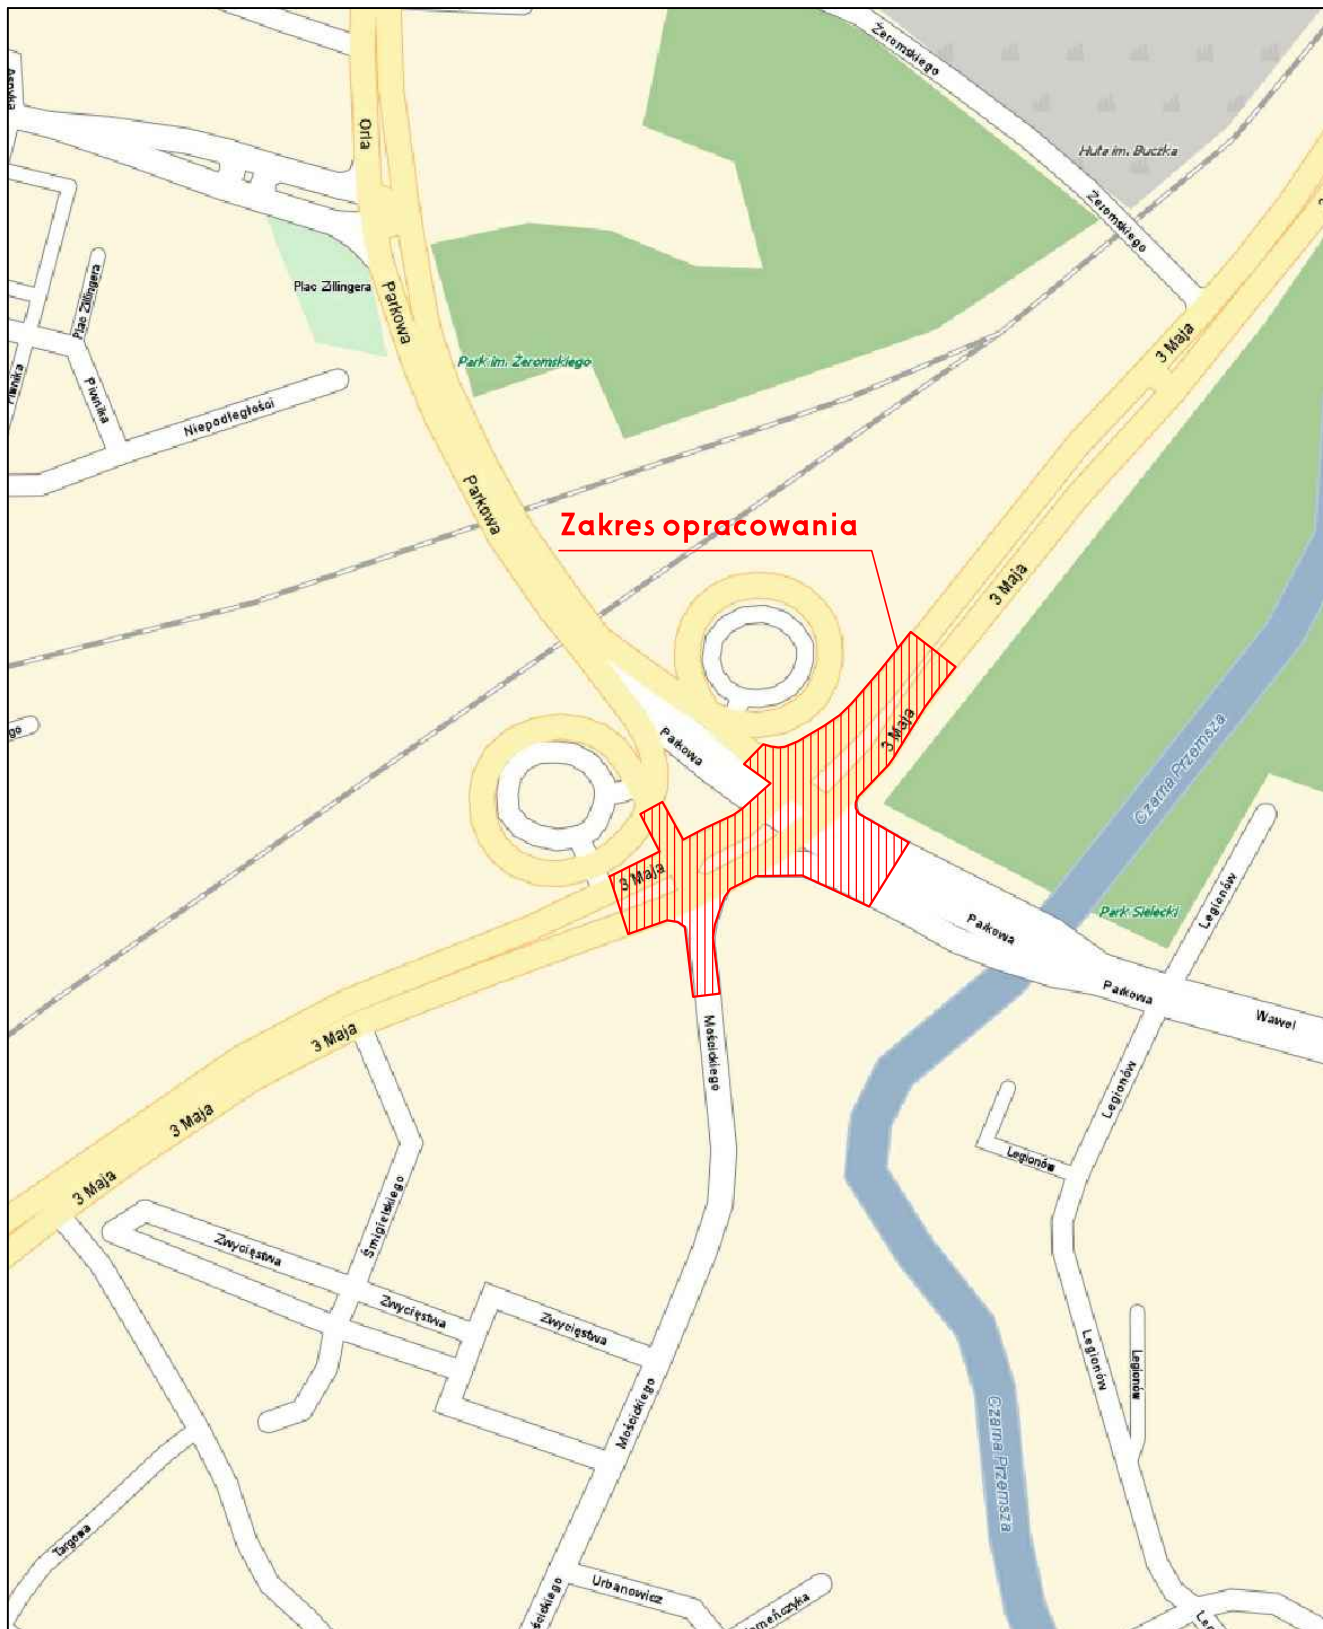 Żeromskiego
Orla
Huta im. Buczka
Żeromskiego
Plac Zillingera
Plac Zillingera
Parkowa
3 Maja
Park im. Żeromskiego
Piwnika
Niepodległości
Parkowa
Zakres opracowania
3 Maja
3 Maja
Parkowa
Czarna Przemsza
3 Maja
Legionów
Park Sielecki
Parkowa
Parkowa
Wawel
3 Maja
Mościckiego
Legionów
3 Maja
Legionów
3 Maja
Śmigielskiego
Zwycięstwa
Zwycięstwa
Zwycięstwa
Legionów
Legionów
Mościckiego
Czarna Przemsza
Targowa
Urbanowicz